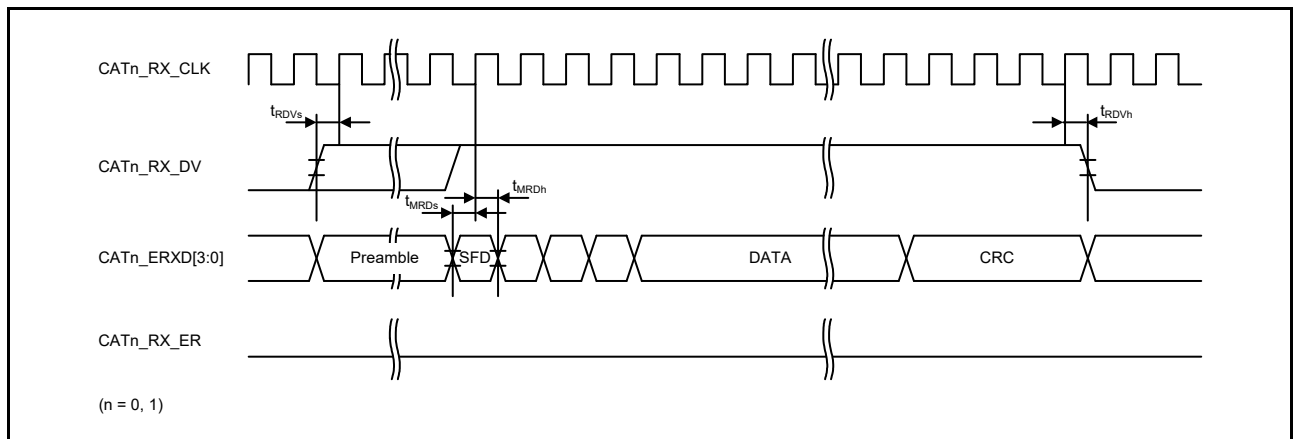 CATn_RX_CLK
tRDVs
tRDVh
CATn_RX_DV
tMRDh
tMRDs
CATn_ERXD[3:0]
Preamble
SFD
DATA
CRC
CATn_RX_ER
(n = 0, 1)